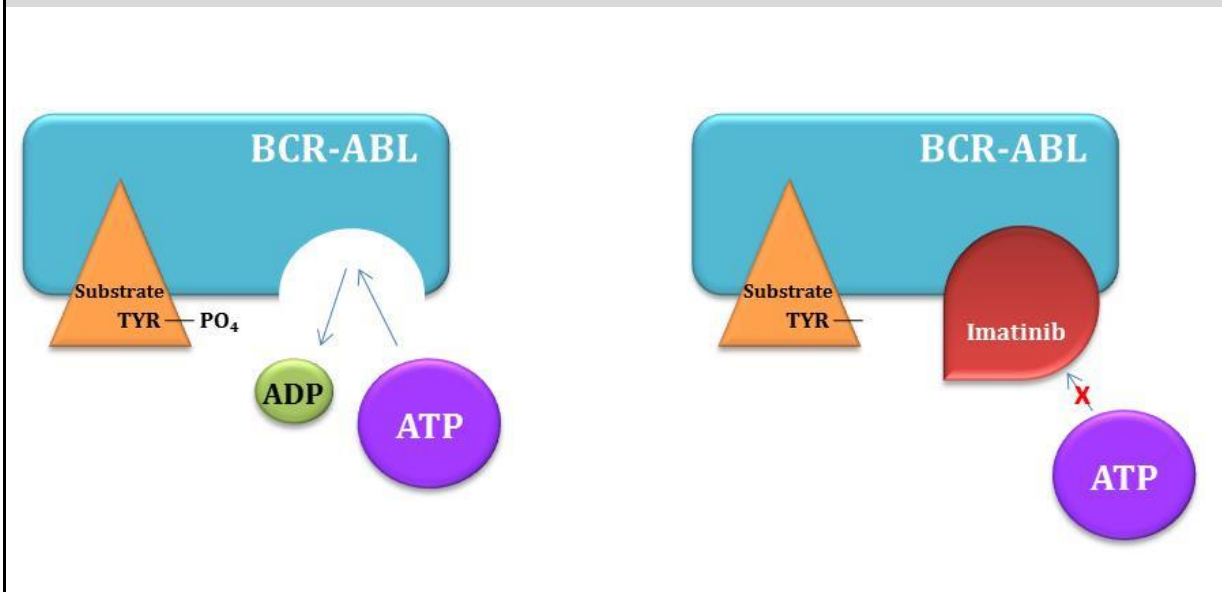 BCR-ABL
Substrate
TYR — PO₄
ADP
ATP
BCR-ABL
Substrate
TYR —
Imatinib
X
ATP